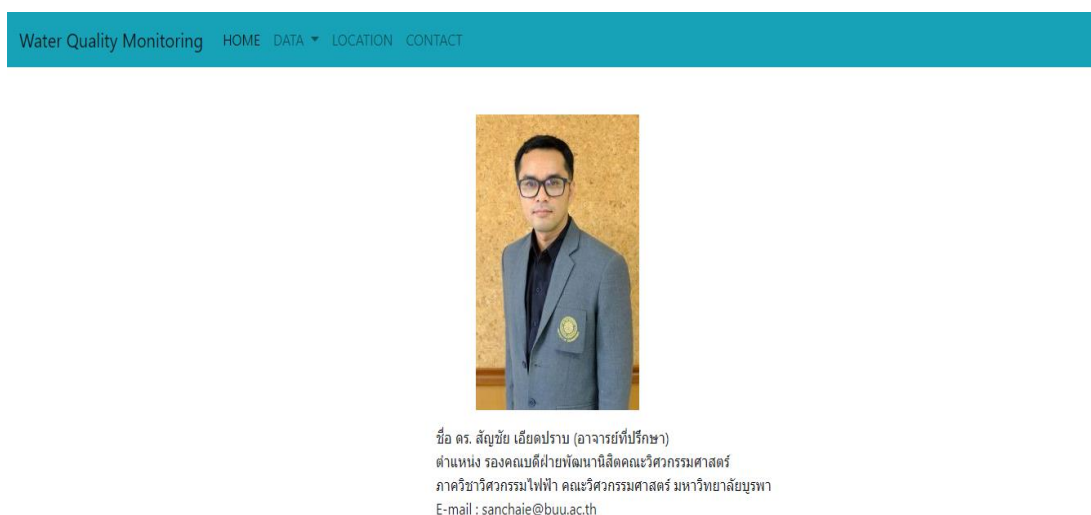 Water Quality Monitoring HOME DATA LOCATION CONTACT
ชื่อ ดร. สัญชัย เอียดปราบ (อาจารย์ที่ปรึกษา)
ตำแหน่ง รองคณบดีฝ่ายพัฒนานิสิตคณะวิศวกรรมศาสตร์
ภาควิชาวิศวกรรมไฟฟ้า คณะวิศวกรรมศาสตร์ มหาวิทยาลัยบูรพา
E-mail : sanchaie@buu.ac.th